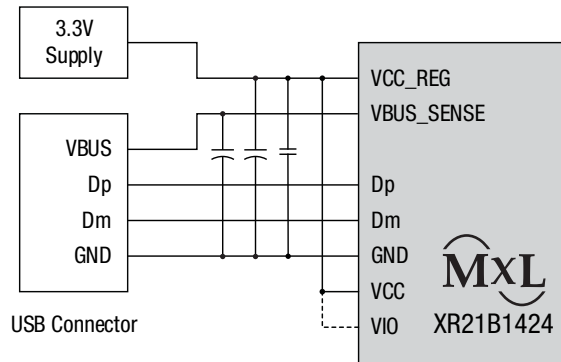 3.3V
Supply
VCC_REG
VBUS_SENSE
VBUS
Dp
Dm
GND
Dp
Dm
GND
VCC
VIO
MxL
XR21B1424
USB Connector